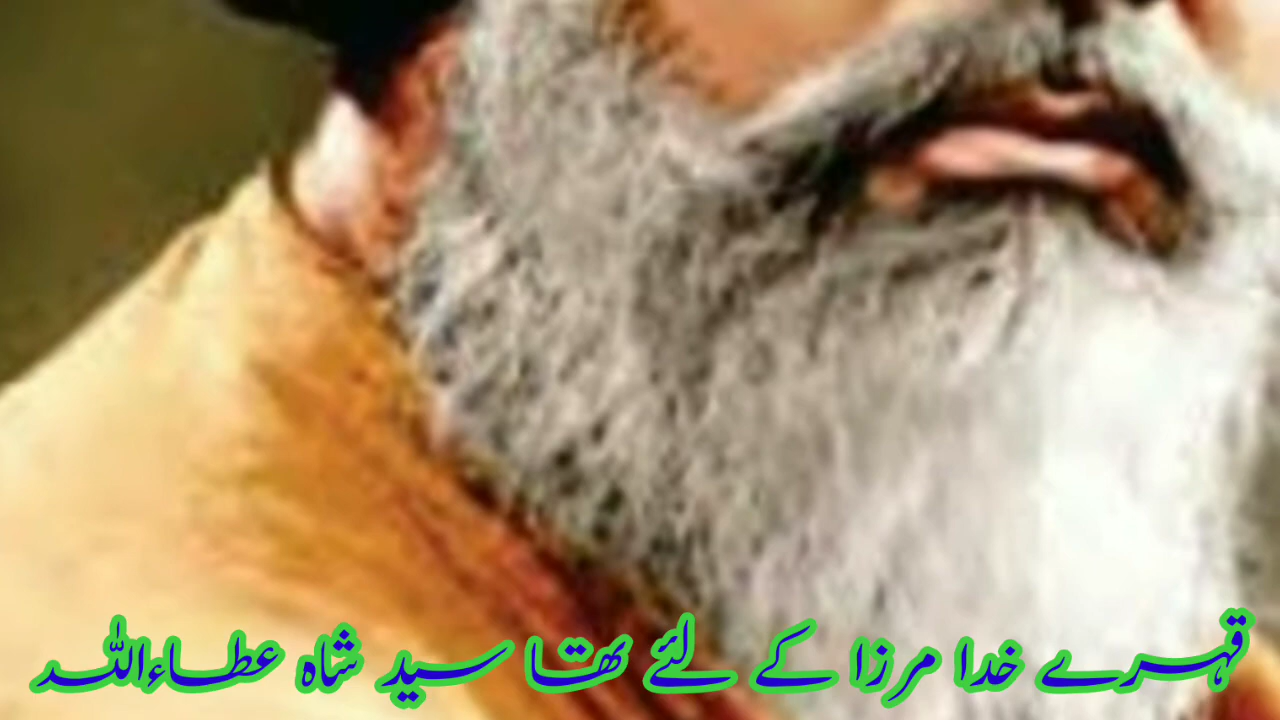 قہرے خدا مرزا کے لئے تھا سید شاہ عطاءاللہ